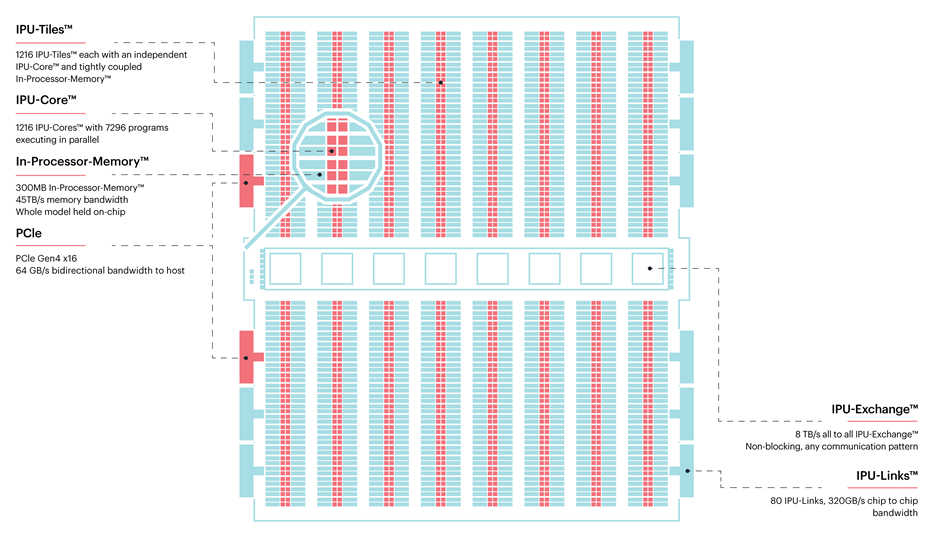 IPU-Tiles™
1216 IPU-Tiles™ each with an independent
IPU-Core™ and tightly coupled
In-Processor-Memory™
IPU-Core™
1216 IPU-Cores™ with 7296 programs
executing in parallel
In-Processor-Memory™
300MB In-Processor-Memory™
45TB/s memory bandwidth
Whole model held on-chip
PCIe
PCIe Gen4 x16
64 GB/s bidirectional bandwidth to host
IPU-Exchange™
8 TB/s all to all IPU-Exchange™
Non-blocking, any communication pattern
IPU-Links™
80 IPU-Links, 320GB/s chip to chip
bandwidth